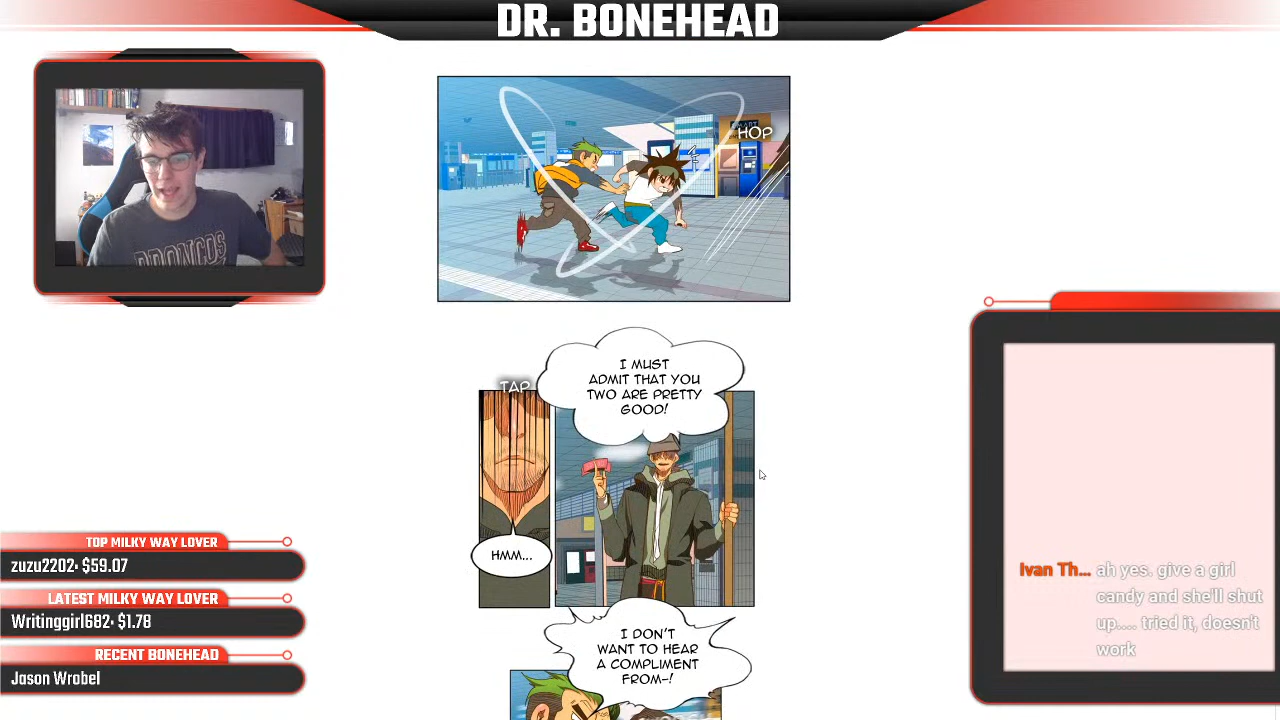 DR. BONEHEAD
HOP
I MUST
ADMIT THAT YOU
TWO ARE PRETTY
GOOD!
TAP
HMM...
I DON'T
WANT TO HEAR
A COMPLIMENT
FROM-!
BRONCOS
TOP MILKY WAY LOVER
zuzu2202• $59.07
LATEST MILKY WAY LOVER
Writinggirl682• $1.78
RECENT BONEHEAD
Jason Wrobel
Ivan Th... ah yes. give a girl
candy and she'll shut
up.... tried it, doesn't
work